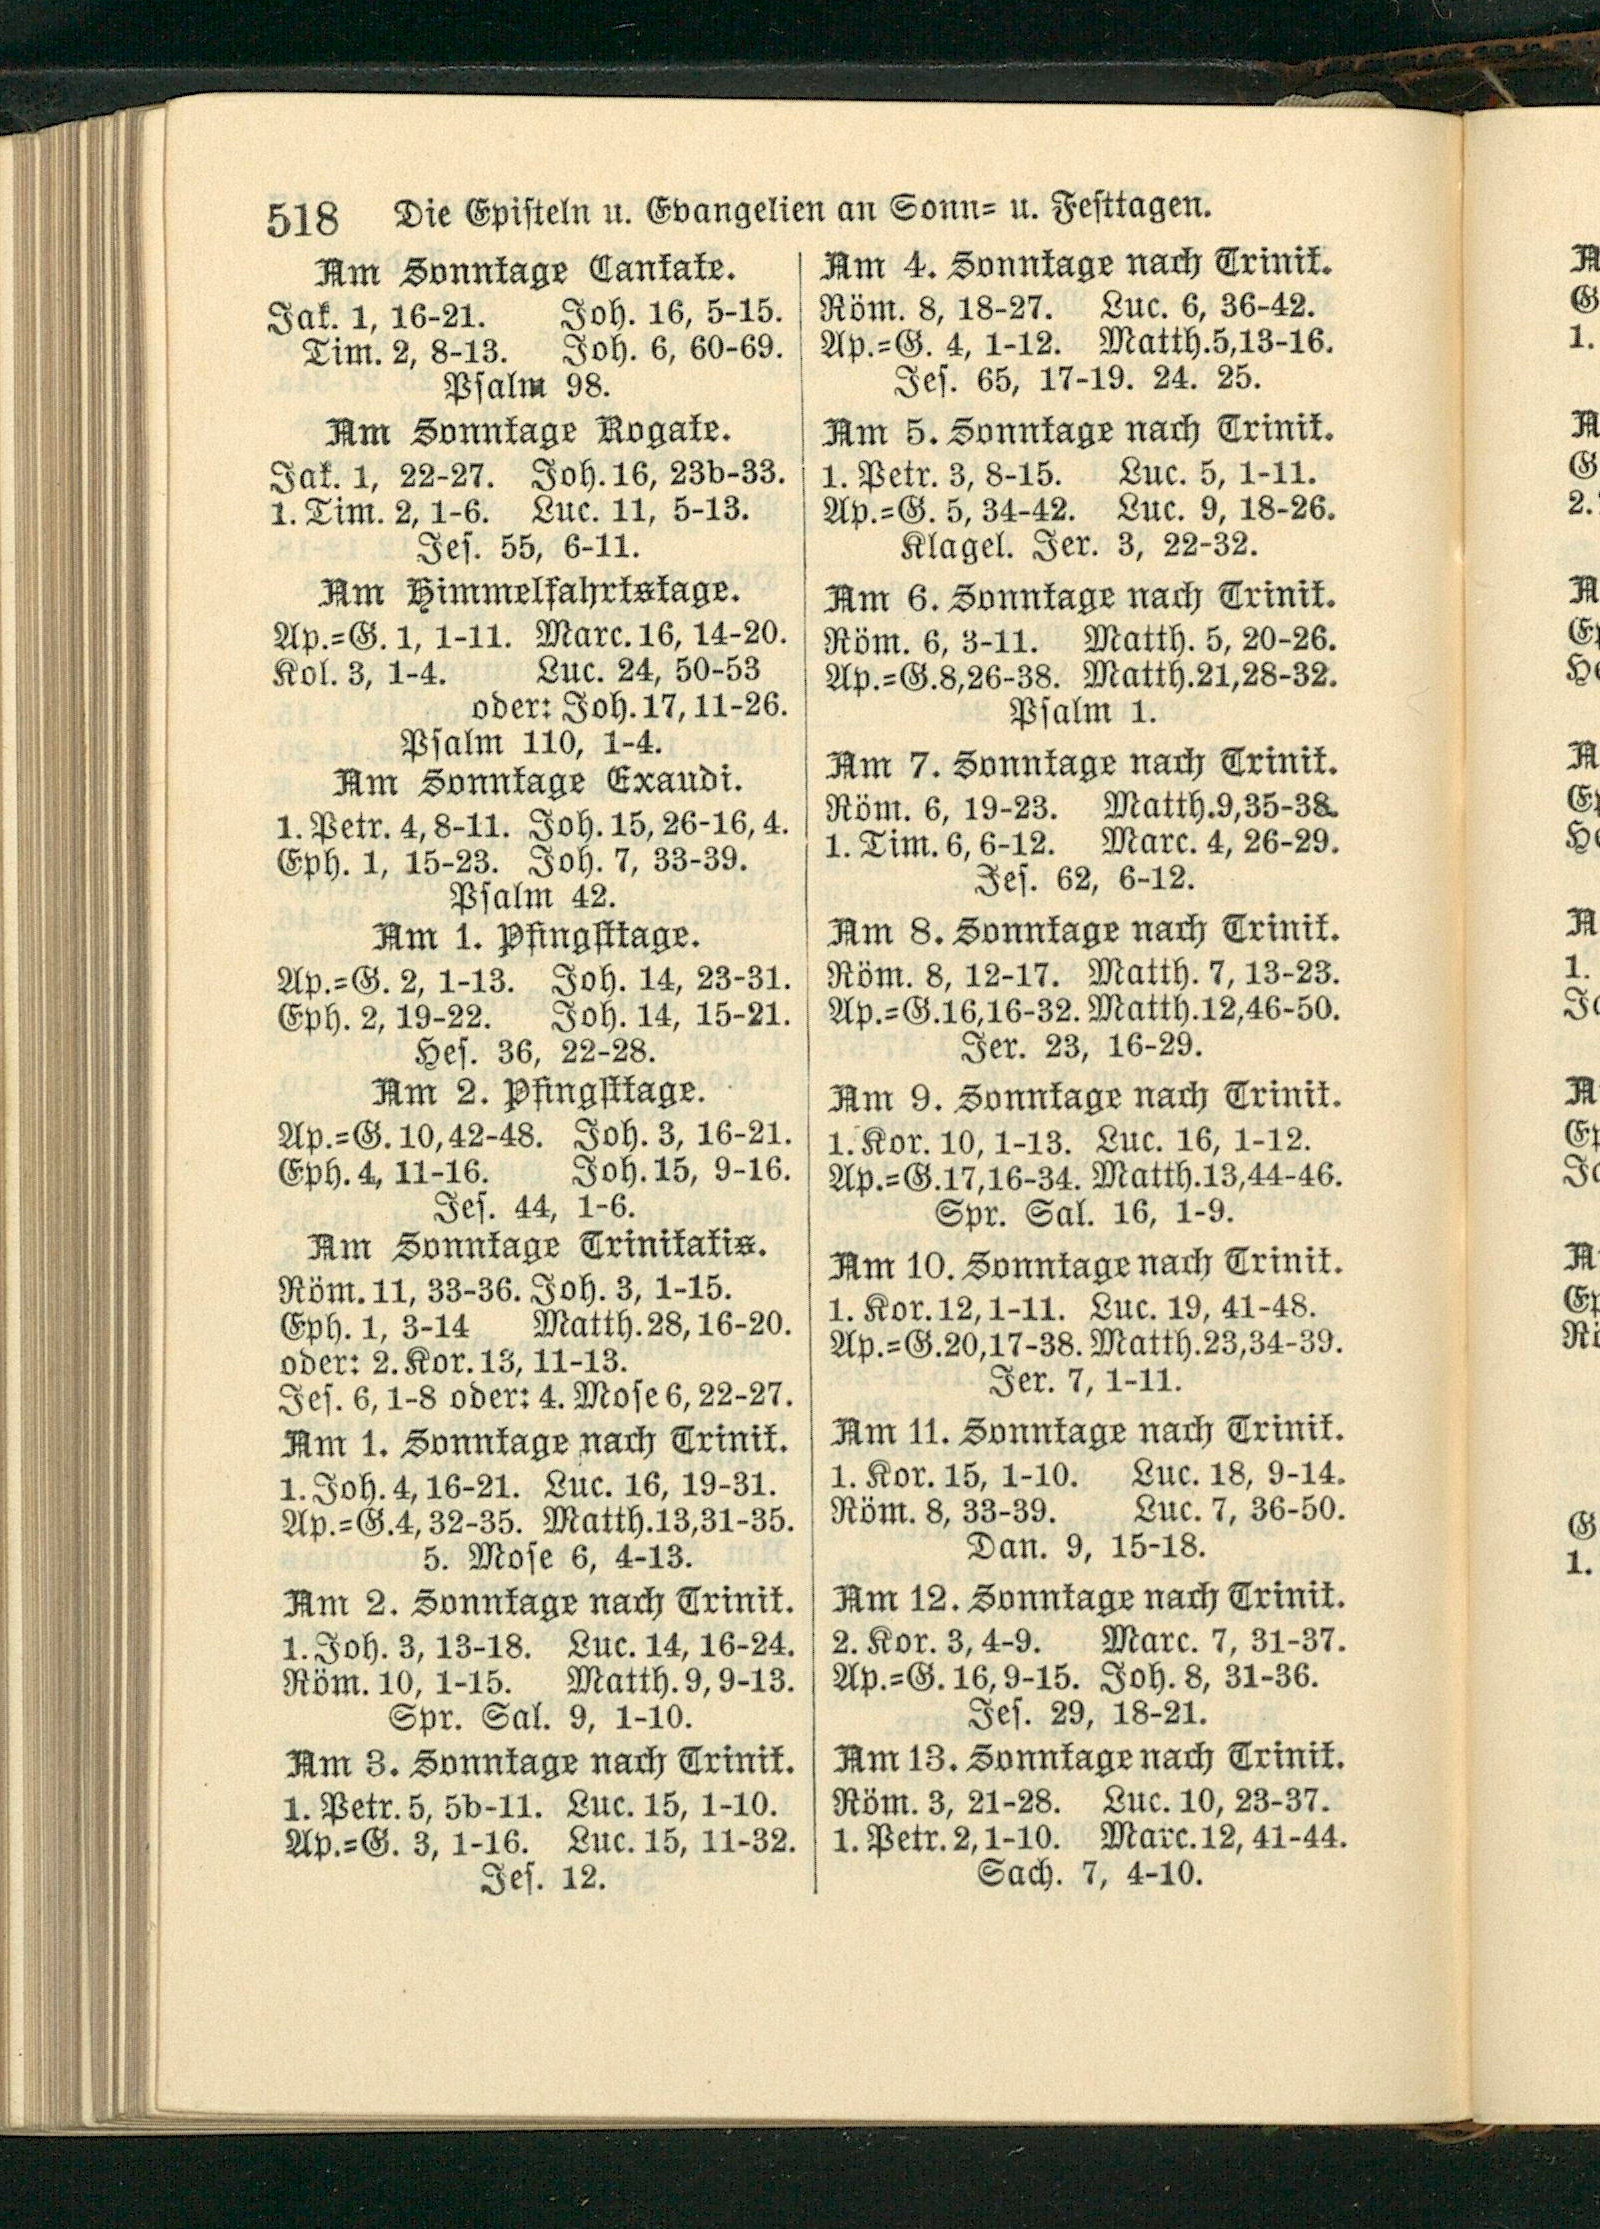 518 Die Episteln u. Evangelien an Sonn= u. Festtagen.
Am Sonntage Cantate.
Jak. 1, 16-21. Joh. 16, 5-15.
Tim. 2, 8-13. Joh. 6, 60-69.
Psalm 98.
Am Sonntage Rogate.
Jak. 1, 22-27. Joh. 16, 23b-33.
1. Tim. 2, 1-6. Luc. 11, 5-13.
Jes. 55, 6-11.
Am Himmelfahrtstage.
Ap.=G. 1, 1-11. Marc. 16, 14-20.
Kol. 3, 1-4. Luc. 24, 50-53
oder: Joh. 17, 11-26.
Psalm 110, 1-4.
Am Sonntage Exaudi.
1. Petr. 4, 8-11. Joh. 15, 26-16, 4.
Eph. 1, 15-23. Joh. 7, 33-39.
Psalm 42.
Am 1. Pfingsttage.
Ap.=G. 2, 1-13. Joh. 14, 23-31.
Eph. 2, 19-22. Joh. 14, 15-21.
Hes. 36, 22-28.
Am 2. Pfingsttage.
Ap.=G. 10, 42-48. Joh. 3, 16-21.
Eph. 4, 11-16. Joh. 15, 9-16.
Jes. 44, 1-6.
Am Sonntage Trinitatis.
Röm. 11, 33-36. Joh. 3, 1-15.
Eph. 1, 3-14 Matth. 28, 16-20.
oder: 2. Kor. 13, 11-13.
Jes. 6, 1-8 oder: 4. Mose 6, 22-27.
Am 1. Sonntage nach Trinit.
1. Joh. 4, 16-21. Luc. 16, 19-31.
Ap.=G.4, 32-35. Matth.13,31-35.
5. Mose 6, 4-13.
Am 2. Sonntage nach Trinit.
1. Joh. 3, 13-18. Luc. 14, 16-24.
Röm. 10, 1-15. Matth. 9, 9-13.
Spr. Sal. 9, 1-10.
Am 3. Sonntage nach Trinit.
1. Petr. 5, 5b-11. Luc. 15, 1-10.
Ap.=G. 3, 1-16. Luc. 15, 11-32.
Jes. 12.
Am 4. Sonntage nach Trinit.
Röm. 8, 18-27. Luc. 6, 36-42.
Ap.=G. 4, 1-12. Matth.5,13-16.
Jes. 65, 17-19. 24. 25.
Am 5. Sonntage nach Trinit.
1. Petr. 3, 8-15. Luc. 5, 1-11.
Ap.=G. 5, 34-42. Luc. 9, 18-26.
Klagel. Jer. 3, 22-32.
Am 6. Sonntage nach Trinit.
Röm. 6, 3-11. Matth. 5, 20-26.
Ap.=G.8,26-38. Matth.21,28-32.
Psalm 1.
Am 7. Sonntage nach Trinit.
Röm. 6, 19-23. Matth.9,35-38.
1. Tim. 6, 6-12. Marc. 4, 26-29.
Jes. 62, 6-12.
Am 8. Sonntage nach Trinit.
Röm. 8, 12-17. Matth. 7, 13-23.
Ap.=G.16,16-32. Matth.12,46-50.
Jer. 23, 16-29.
Am 9. Sonntage nach Trinit.
1. Kor. 10, 1-13. Luc. 16, 1-12.
Ap.=G.17,16-34. Matth.13,44-46.
Spr. Sal. 16, 1-9.
Am 10. Sonntage nach Trinit.
1. Kor. 12, 1-11. Luc. 19, 41-48.
Ap.=G.20,17-38. Matth.23,34-39.
Jer. 7, 1-11.
Am 11. Sonntage nach Trinit.
1. Kor. 15, 1-10. Luc. 18, 9-14.
Röm. 8, 33-39. Luc. 7, 36-50.
Dan. 9, 15-18.
Am 12. Sonntage nach Trinit.
2. Kor. 3, 4-9. Marc. 7, 31-37.
Ap.=G. 16, 9-15. Joh. 8, 31-36.
Jes. 29, 18-21.
Am 13. Sonntage nach Trinit.
Röm. 3, 21-28. Luc. 10, 23-37.
1. Petr. 2, 1-10. Marc. 12, 41-44.
Sach. 7, 4-10.